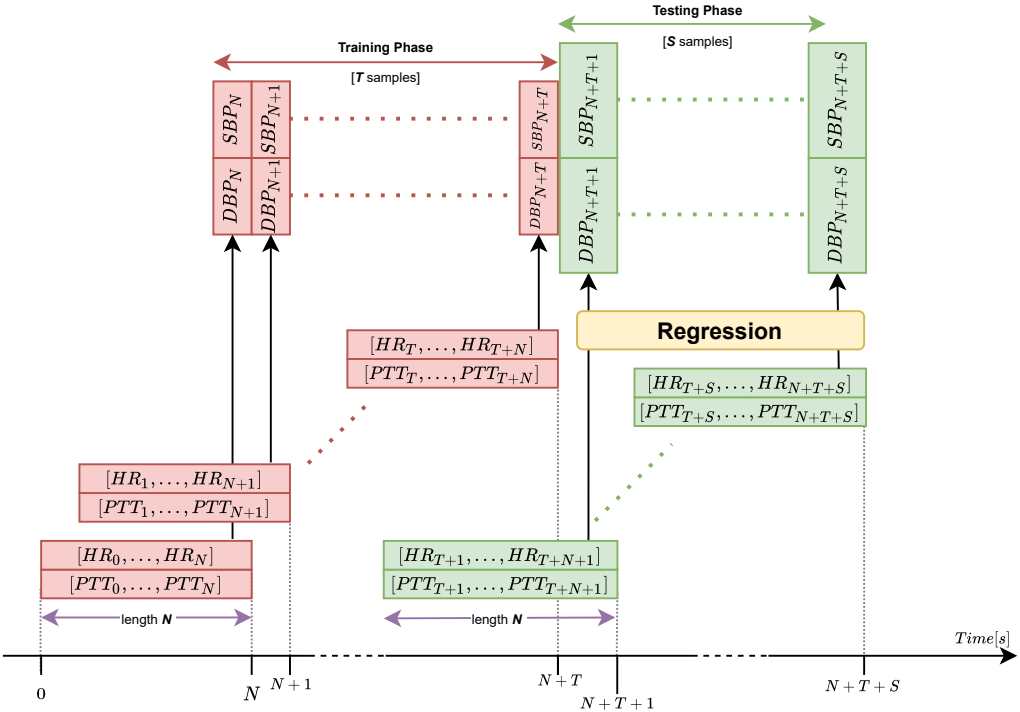 Testing Phase
[S samples]
Training Phase
[T samples]
SBP_N
SBP_{N+1}
SBP_{N+T}
SBP_{N+T+1}
SBP_{N+T+S}
DBP_N
DBP_{N+1}
DBP_{N+T}
DBP_{N+T+1}
DBP_{N+T+S}
Regression
[HR_T, ..., HR_{T+N}]
[PTT_T, ..., PTT_{T+N}]
[HR_{T+S}, ..., HR_{N+T+S}]
[PTT_{T+S}, ..., PTT_{N+T+S}]
[HR_1, ..., HR_{N+1}]
[PTT_1, ..., PTT_{N+1}]
[HR_0, ..., HR_N]
[PTT_0, ..., PTT_N]
[HR_{T+1}, ..., HR_{T+N+1}]
[PTT_{T+1}, ..., PTT_{T+N+1}]
length N
length N
Time[s]
0
N
N + 1
N + T
N + T + 1
N + T + S